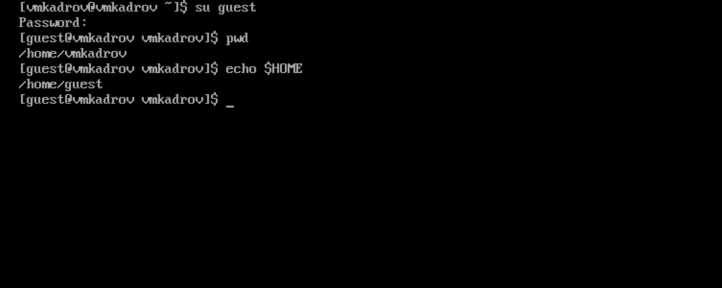 [vmkadrov@vmkadrov ~]$ su guest
Password:
[guest@vmkadrov vmkadrov]$ pwd
/home/vmkadrov
[guest@vmkadrov vmkadrov]$ echo $HOME
/home/guest
[guest@vmkadrov vmkadrov]$ _